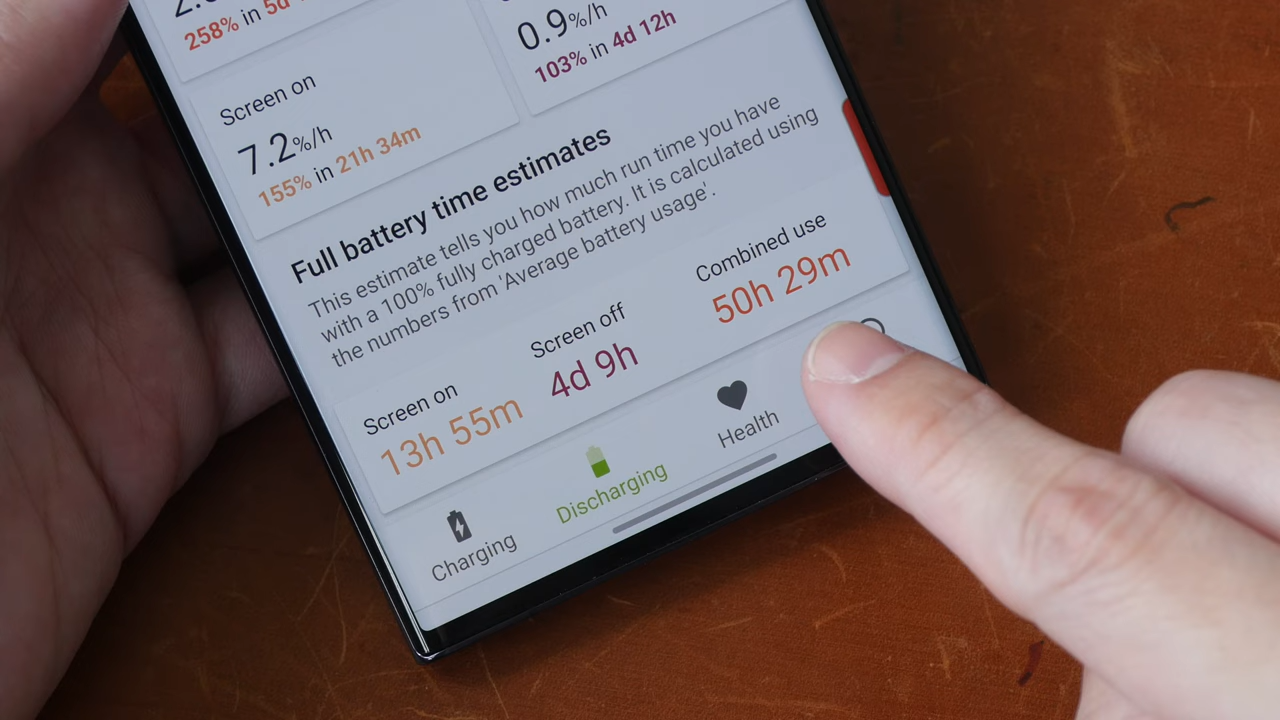 258% in 5d
0.9%/h
103% in 4d 12h
Screen on
7.2%/h
155% in 21h 34m
Full battery time estimates
This estimate tells you how much run time you have
with a 100% fully charged battery. It is calculated using
the numbers from 'Average battery usage'.
Screen on
13h 55m
Screen off
4d 9h
Combined use
50h 29m
Charging
Discharging
Health